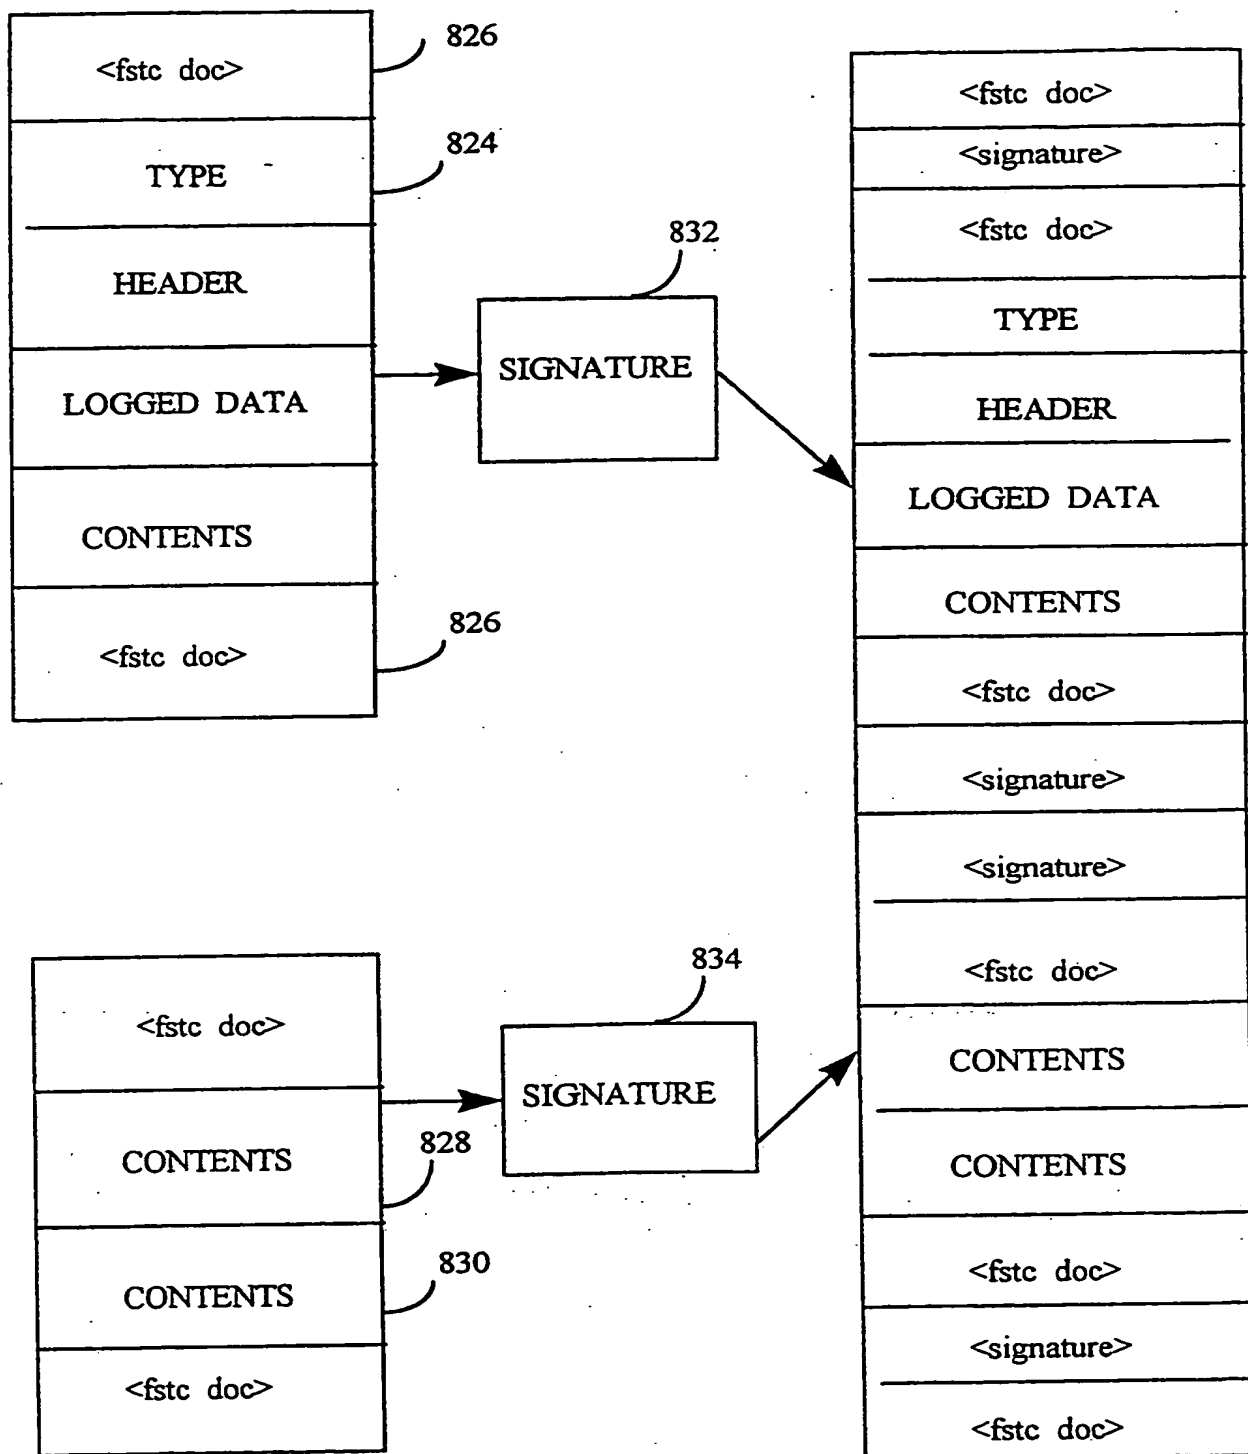 <fstc doc>
826
TYPE
824
HEADER
LOGGED DATA
CONTENTS
<fstc doc>
826
SIGNATURE
832
<fstc doc>
CONTENTS
828
CONTENTS
830
<fstc doc>
SIGNATURE
834
<fstc doc>
<signature>
<fstc doc>
TYPE
HEADER
LOGGED DATA
CONTENTS
<fstc doc>
<signature>
<signature>
<fstc doc>
CONTENTS
CONTENTS
<fstc doc>
<signature>
<fstc doc>